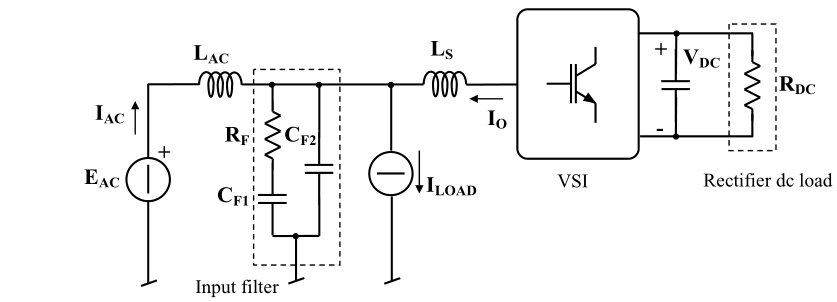 L_AC
L_S
+
V_DC
I_AC
R_F
C_F2
I_O
R_DC
+
E_AC
-
I_LOAD
VSI
Rectifier dc load
C_F1
Input filter